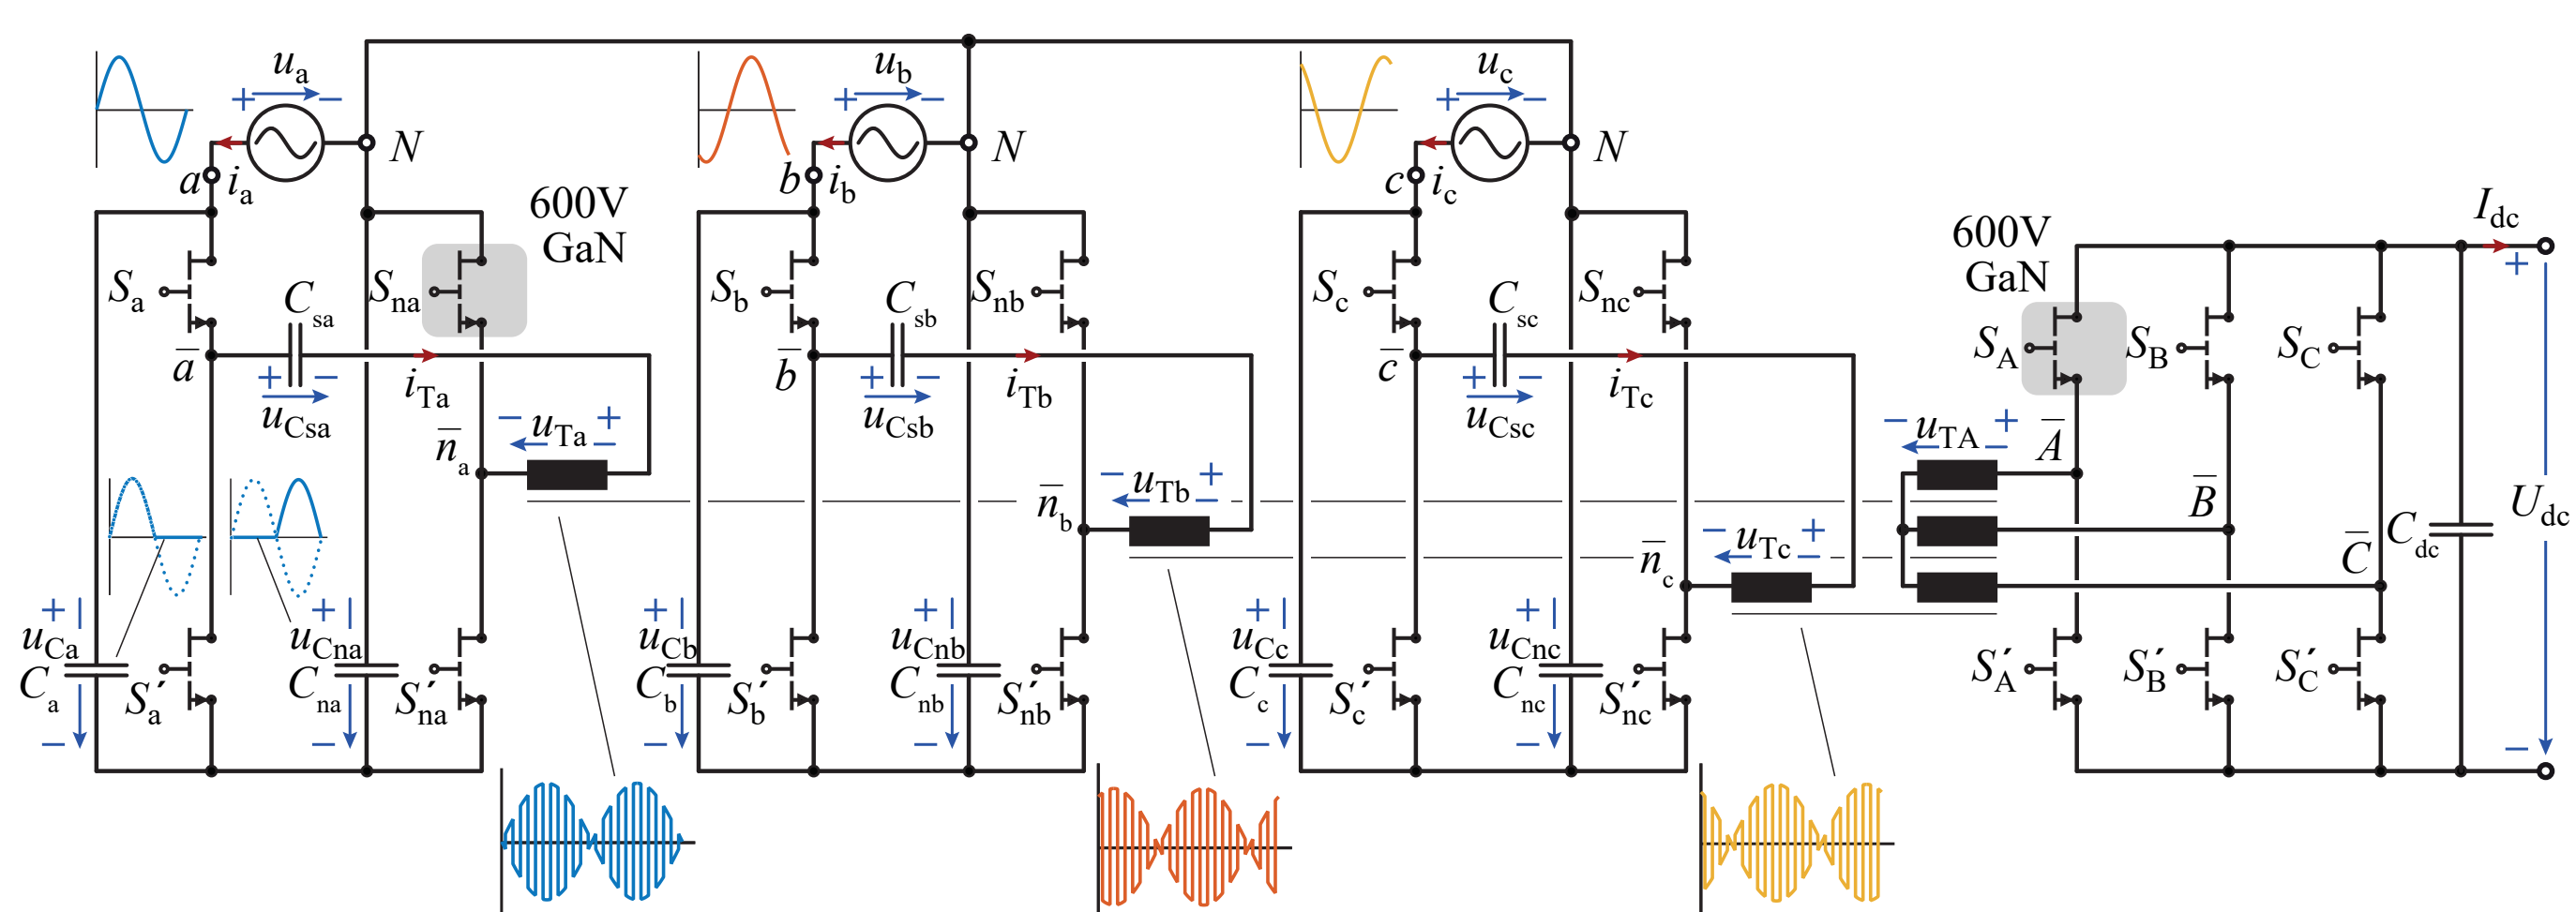 u_a
+ −
N
a
i_a
600V
GaN
S_a
C_sa
S_na
a̅
+ −
u_Csa
i_Ta
− u_Ta + −
n̅_a
+
u_Ca
C_a
−
S´_a
+
u_Cna
C_na
−
S´_na
u_b
+ −
N
b
i_b
S_b
C_sb
S_nb
b̅
+ −
u_Csb
i_Tb
− u_Tb + −
n̅_b
+
u_Cb
C_b
−
S´_b
+
u_Cnb
C_nb
−
S´_nb
u_c
+ −
N
c
i_c
S_c
C_sc
S_nc
c̅
+ −
u_Csc
i_Tc
− u_Tc + −
n̅_c
+
u_Cc
C_c
−
S´_c
+
u_Cnc
C_nc
−
S´_nc
600V
GaN
I_dc
+
S_A
S_B
S_C
− u_TA + −
A̅
B̅
C̅
C_dc
U_dc
S´_A
S´_B
S´_C
−